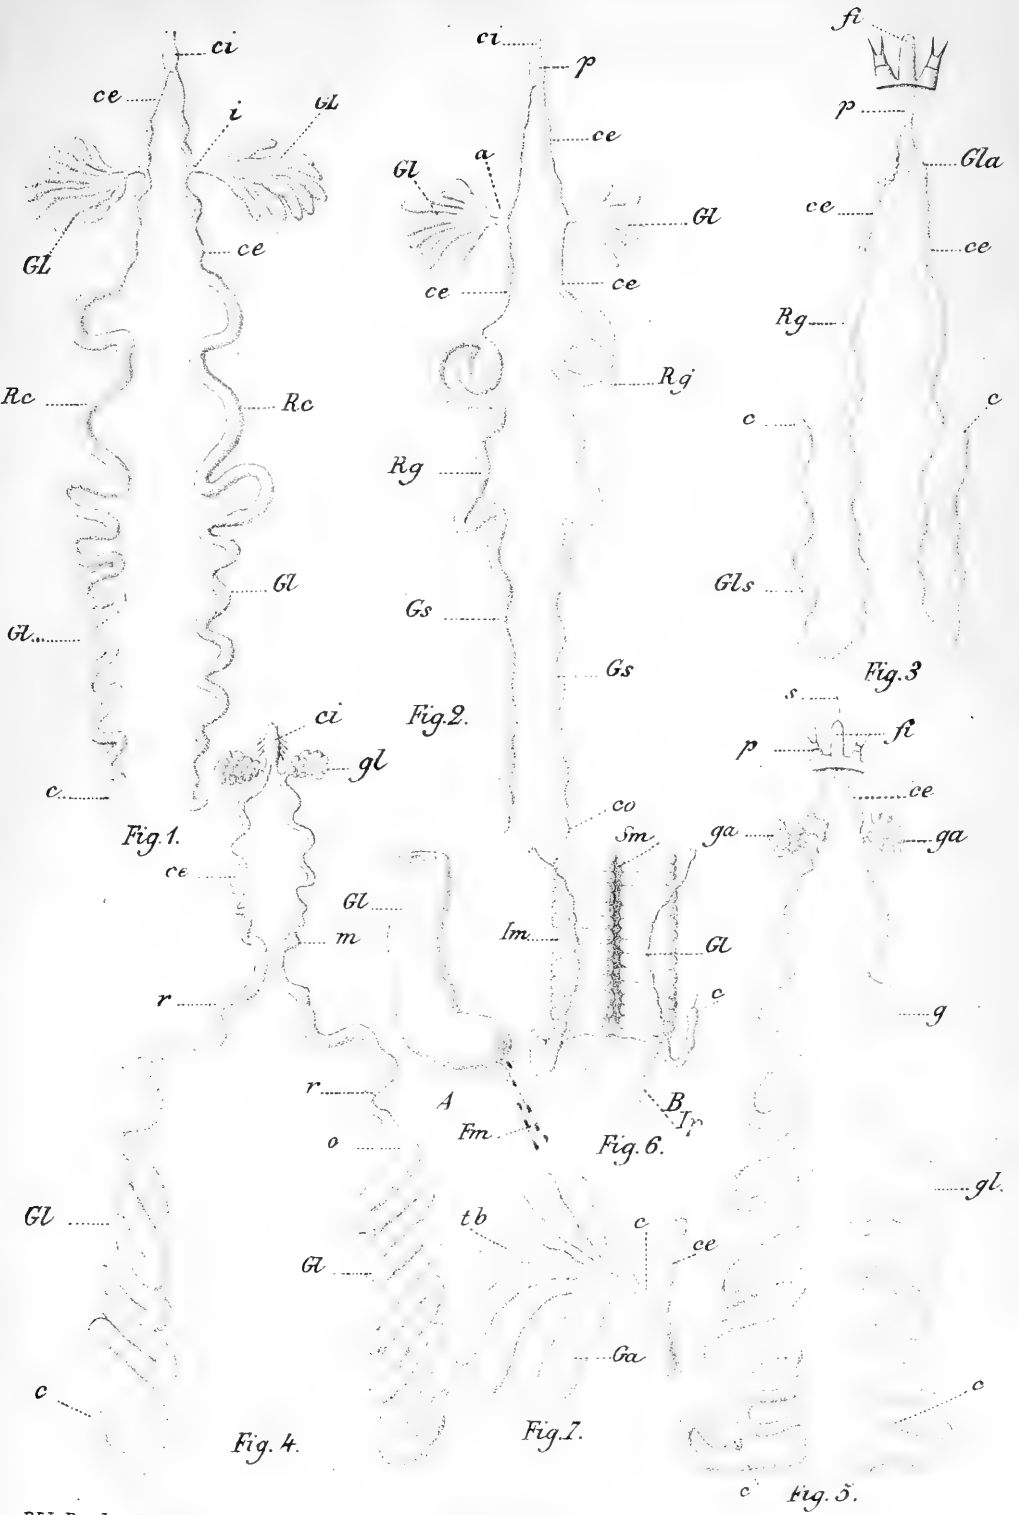 ci
ce
i
GL
GL
ce
Rc
Rc
Gl
Gl
c
Fig. 1.
ci
p
ce
a
Gl
Gl
ce
ce
Rg
Rg
Gs
Gs
co
Fig. 2.
fi
p
Gla
ce
ce
Rg
c
c
Gls
Fig. 3
ci
gl
ce
m
r
r
o
Gl
Gl
c
Fig. 4.
s
fi
p
ce
ga
ga
g
gl.
c
c
Fig. 5.
Sm
Gl
Im
Gl
c
A
B
Fm
Fig. 6.
tb
c
ce
Ga
Fig. 7.